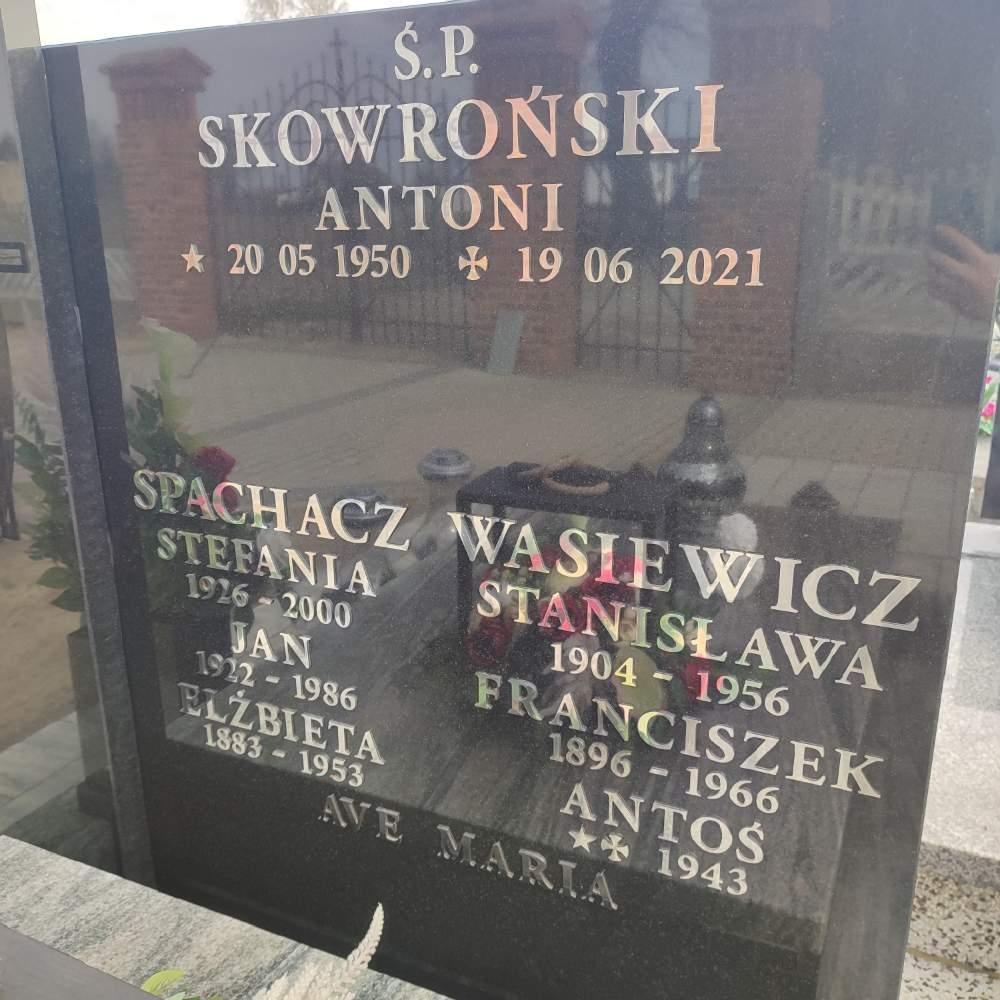 Ś.P.
SKOWROŃSKI
ANTONI
★ 20 05 1950 ✠ 19 06 2021
SPACHACZ
STEFANIA
1926 - 2000
JAN
1922 - 1986
ELŻBIETA
1883 - 1953
WASIEWICZ
STANISŁAWA
1904 - 1956
FRANCISZEK
1896 - 1966
ANTOŚ
★✠ 1943
AVE MARIA